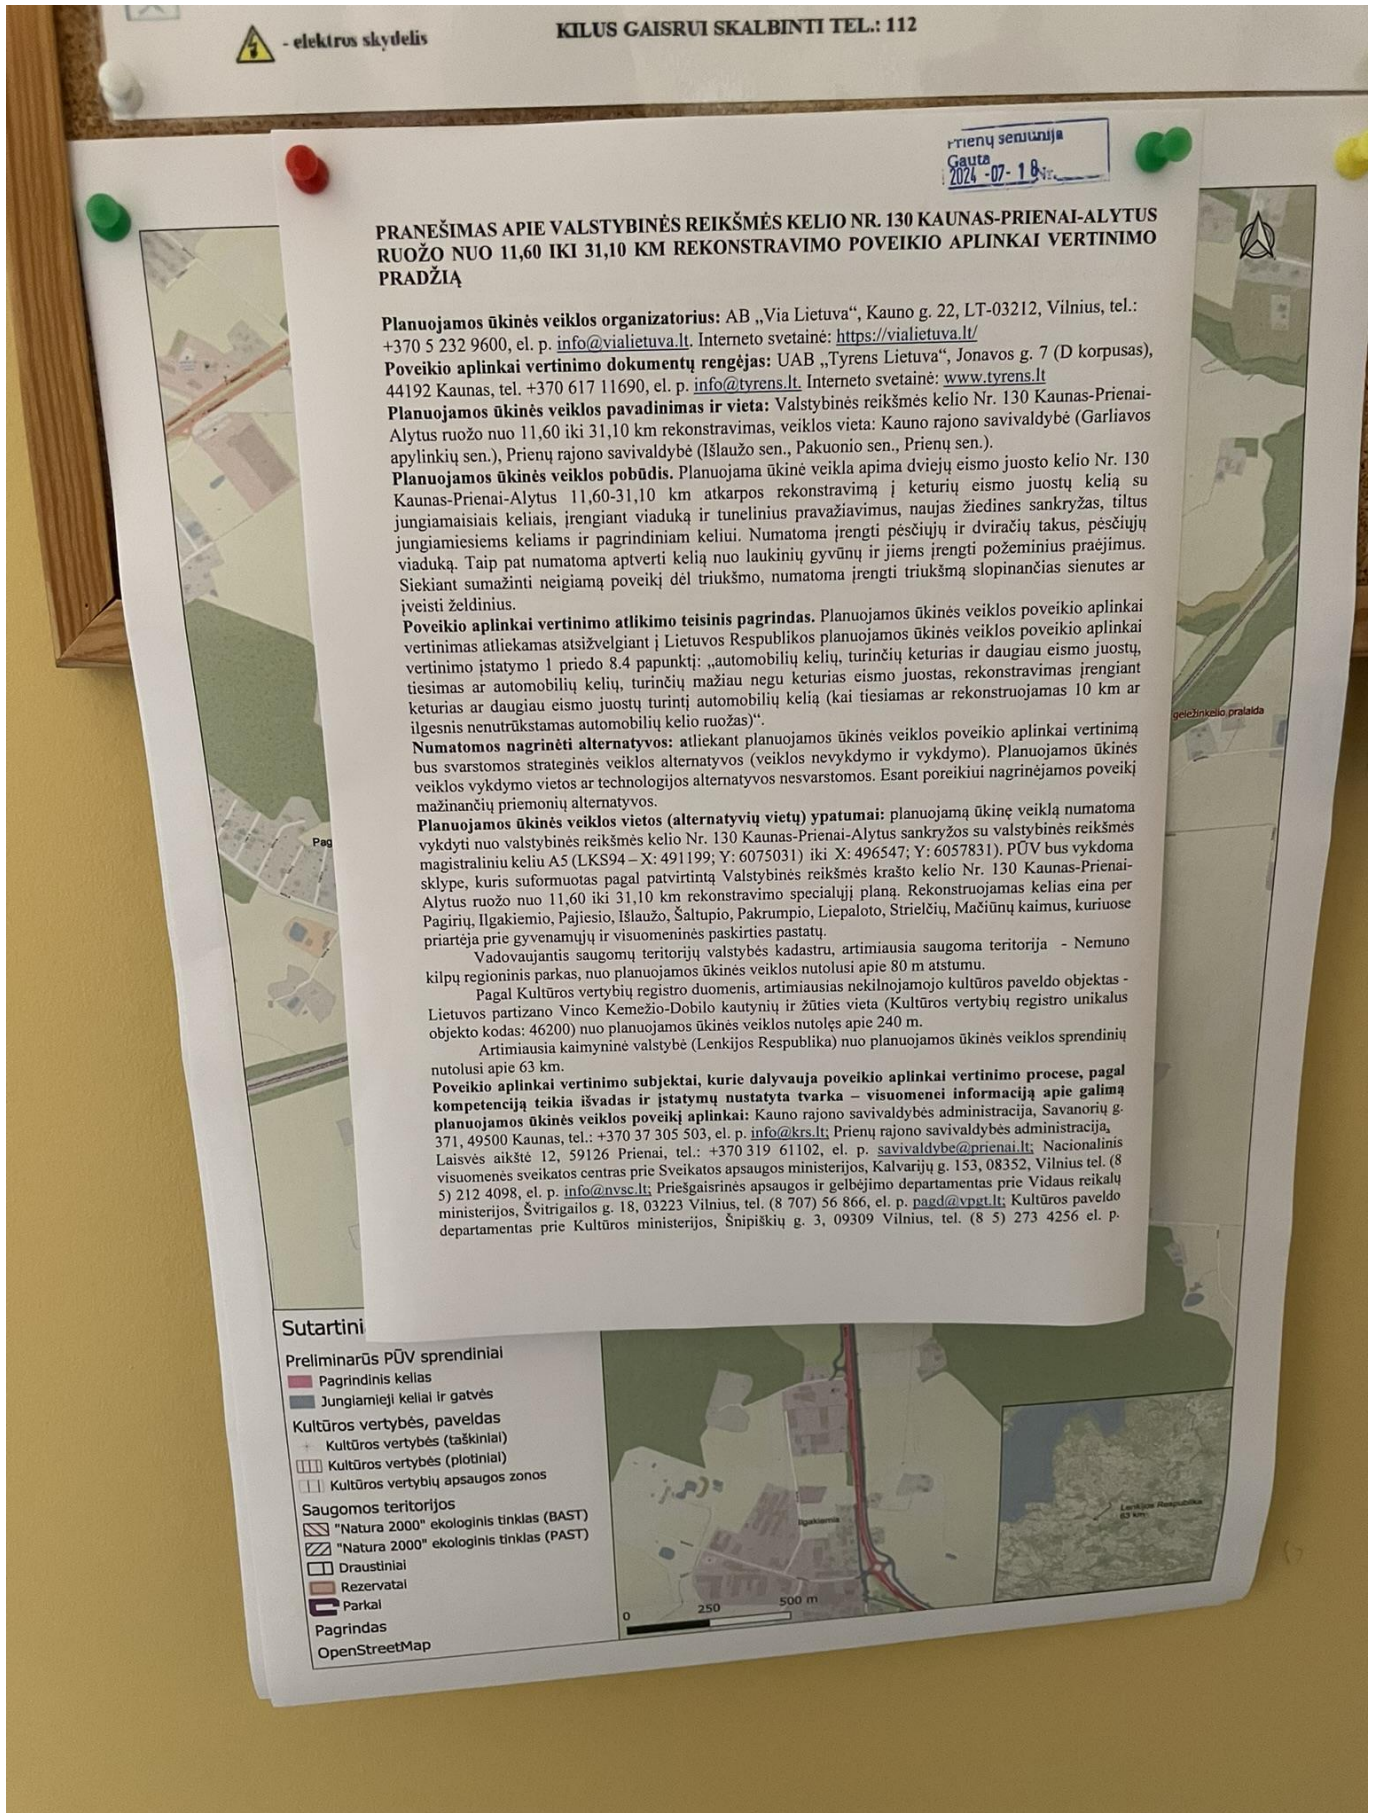 - elektros skydelis
KILUS GAISRUI SKALBINTI TEL.: 112
Prienų seniūnija
Gauta
2024 -07- 18 Nr.
PRANEŠIMAS APIE VALSTYBINĖS REIKŠMĖS KELIO NR. 130 KAUNAS-PRIENAI-ALYTUS
RUOŽO NUO 11,60 IKI 31,10 KM REKONSTRAVIMO POVEIKIO APLINKAI VERTINIMO
PRADŽIĄ
Planuojamos ūkinės veiklos organizatorius: AB „Via Lietuva“, Kauno g. 22, LT-03212, Vilnius, tel.:
+370 5 232 9600, el. p. info@vialietuva.lt. Interneto svetainė: https://vialietuva.lt/
Poveikio aplinkai vertinimo dokumentų rengėjas: UAB „Tyrens Lietuva“, Jonavos g. 7 (D korpusas),
44192 Kaunas, tel. +370 617 11690, el. p. info@tyrens.lt. Interneto svetainė: www.tyrens.lt
Planuojamos ūkinės veiklos pavadinimas ir vieta: Valstybinės reikšmės kelio Nr. 130 Kaunas-Prienai-
Alytus ruožo nuo 11,60 iki 31,10 km rekonstravimas, veiklos vieta: Kauno rajono savivaldybė (Garliavos
apylinkių sen.), Prienų rajono savivaldybė (Išlaužo sen., Pakuonio sen., Prienų sen.).
Planuojamos ūkinės veiklos pobūdis. Planuojama ūkinė veikla apima dviejų eismo juosto kelio Nr. 130
Kaunas-Prienai-Alytus 11,60-31,10 km atkarpos rekonstravimą į keturių eismo juostų kelią su
jungiamaisiais keliais, įrengiant viaduką ir tunelinius pravažiavimus, naujas žiedines sankryžas, tiltus
jungiamiesiems keliams ir pagrindiniam keliui. Numatoma įrengti pėsčiųjų ir dviračių takus, pėsčiųjų
viaduką. Taip pat numatoma aptverti kelią nuo laukinių gyvūnų ir jiems įrengti požeminius praėjimus.
Siekiant sumažinti neigiamą poveikį dėl triukšmo, numatoma įrengti triukšmą slopinančias sienutes ar
įveisti želdinius.
Poveikio aplinkai vertinimo atlikimo teisinis pagrindas. Planuojamos ūkinės veiklos poveikio aplinkai
vertinimas atliekamas atsižvelgiant į Lietuvos Respublikos planuojamos ūkinės veiklos poveikio aplinkai
vertinimo įstatymo 1 priedo 8.4 papunktį: „automobilių kelių, turinčių keturias ir daugiau eismo juostų,
tiesimas ar automobilių kelių, turinčių mažiau negu keturias eismo juostas, rekonstravimas įrengiant
keturias ar daugiau eismo juostų turintį automobilių kelią (kai tiesiamas ar rekonstruojamas 10 km ar
ilgesnis nenutrūkstamas automobilių kelio ruožas)“.
Numatomos nagrinėti alternatyvos: atliekant planuojamos ūkinės veiklos poveikio aplinkai vertinimą
bus svarstomos strateginės veiklos alternatyvos (veiklos nevykdymo ir vykdymo). Planuojamos ūkinės
veiklos vykdymo vietos ar technologijos alternatyvos nesvarstomos. Esant poreikiui nagrinėjamos poveikį
mažinančių priemonių alternatyvos.
Planuojamos ūkinės veiklos vietos (alternatyvių vietų) ypatumai: planuojamą ūkinę veiklą numatoma
vykdyti nuo valstybinės reikšmės kelio Nr. 130 Kaunas-Prienai-Alytus sankryžos su valstybinės reikšmės
magistraliniu keliu A5 (LKS94 – X: 491199; Y: 6075031) iki X: 496547; Y: 6057831). PŪV bus vykdoma
sklype, kuris suformuotas pagal patvirtintą Valstybinės reikšmės krašto kelio Nr. 130 Kaunas-Prienai-
Alytus ruožo nuo 11,60 iki 31,10 km rekonstravimo specialųjį planą. Rekonstruojamas kelias eina per
Pagirių, Ilgakiemio, Pajiesio, Išlaužo, Šaltupio, Pakrumpio, Liepaloto, Strielčių, Mačiūnų kaimus, kuriuose
priartėja prie gyvenamųjų ir visuomeninės paskirties pastatų.
Vadovaujantis saugomų teritorijų valstybės kadastru, artimiausia saugoma teritorija - Nemuno
kilpų regioninis parkas, nuo planuojamos ūkinės veiklos nutolusi apie 80 m atstumu.
Pagal Kultūros vertybių registro duomenis, artimiausias nekilnojamojo kultūros paveldo objektas -
Lietuvos partizano Vinco Kemežio-Dobilo kautynių ir žūties vieta (Kultūros vertybių registro unikalus
objekto kodas: 46200) nuo planuojamos ūkinės veiklos nutolęs apie 240 m.
Artimiausia kaimyninė valstybė (Lenkijos Respublika) nuo planuojamos ūkinės veiklos sprendinių
nutolusi apie 63 km.
Poveikio aplinkai vertinimo subjektai, kurie dalyvauja poveikio aplinkai vertinimo procese, pagal
kompetenciją teikia išvadas ir įstatymų nustatyta tvarka – visuomenei informaciją apie galimą
planuojamos ūkinės veiklos poveikį aplinkai: Kauno rajono savivaldybės administracija, Savanorių g.
371, 49500 Kaunas, tel.: +370 37 305 503, el. p. info@krs.lt; Prienų rajono savivaldybės administracija,
Laisvės aikštė 12, 59126 Prienai, tel.: +370 319 61102, el. p. savivaldybe@prienai.lt; Nacionalinis
visuomenės sveikatos centras prie Sveikatos apsaugos ministerijos, Kalvarijų g. 153, 08352, Vilnius tel. (8
5) 212 4098, el. p. info@nvsc.lt; Priešgaisrinės apsaugos ir gelbėjimo departamentas prie Vidaus reikalų
ministerijos, Švitrigailos g. 18, 03223 Vilnius, tel. (8 707) 56 866, el. p. pagd@vpgt.lt; Kultūros paveldo
departamentas prie Kultūros ministerijos, Šnipiškių g. 3, 09309 Vilnius, tel. (8 5) 273 4256 el. p.
geležinkelio pralaida
Pag
Sutartini
Preliminarūs PŪV sprendiniai
Pagrindinis kelias
Jungiamieji keliai ir gatvės
Kultūros vertybės, paveldas
Kultūros vertybės (taškiniai)
Kultūros vertybės (plotiniai)
Kultūros vertybių apsaugos zonos
Saugomos teritorijos
"Natura 2000" ekologinis tinklas (BAST)
"Natura 2000" ekologinis tinklas (PAST)
Draustiniai
Rezervatai
Parkai
Pagrindas
OpenStreetMap
Ilgakiemis
0 250 500 m
Lenkijos Respublika
63 km